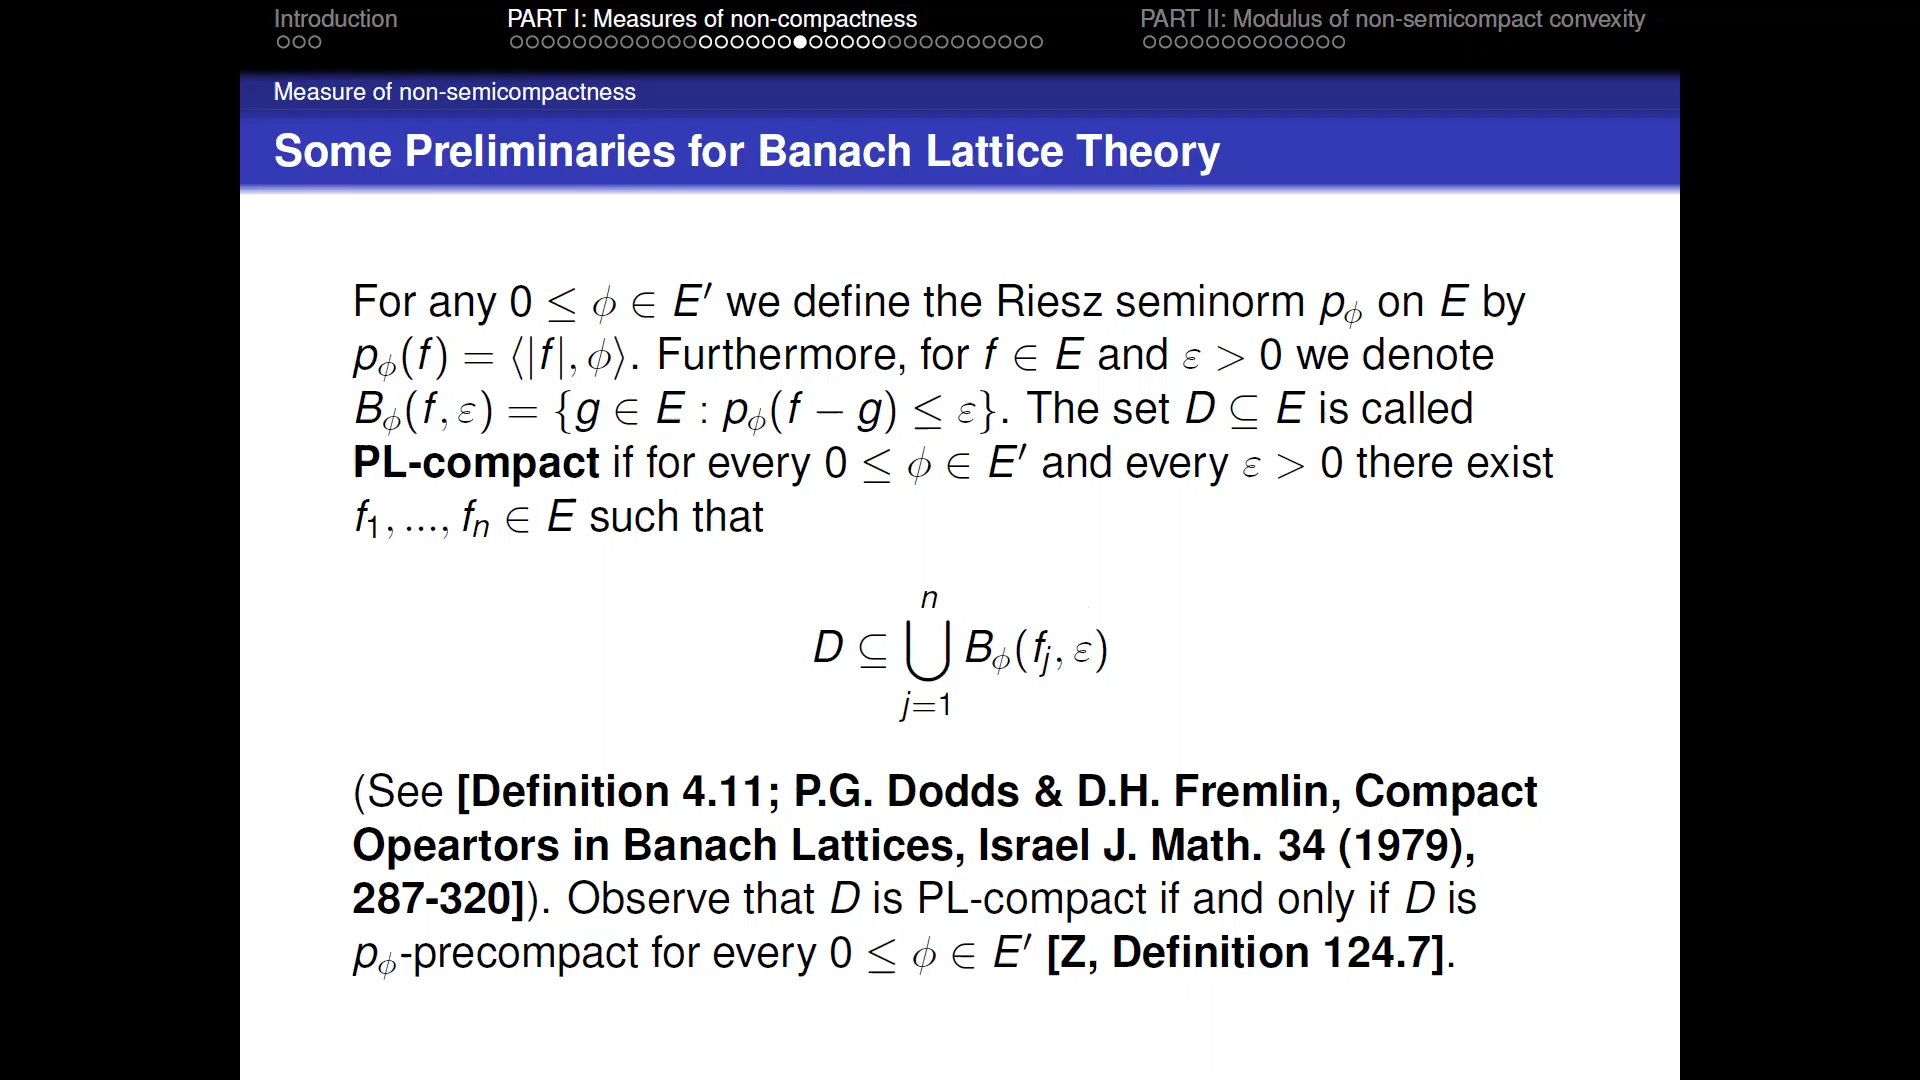 Introduction
PART I: Measures of non-compactness
PART II: Modulus of non-semicompact convexity
Measure of non-semicompactness
Some Preliminaries for Banach Lattice Theory
For any 0 ≤ ϕ ∈ E′ we define the Riesz seminorm p_ϕ on E by
p_ϕ(f) = ⟨|f|, ϕ⟩. Furthermore, for f ∈ E and ε > 0 we denote
B_ϕ(f, ε) = {g ∈ E : p_ϕ(f − g) ≤ ε}. The set D ⊆ E is called
PL-compact if for every 0 ≤ ϕ ∈ E′ and every ε > 0 there exist
f₁, ..., fₙ ∈ E such that
D ⊆ ⋃_{j=1}^{n} B_ϕ(f_j, ε)
(See [Definition 4.11; P.G. Dodds & D.H. Fremlin, Compact
Opeartors in Banach Lattices, Israel J. Math. 34 (1979),
287-320]). Observe that D is PL-compact if and only if D is
p_ϕ-precompact for every 0 ≤ ϕ ∈ E′ [Z, Definition 124.7].